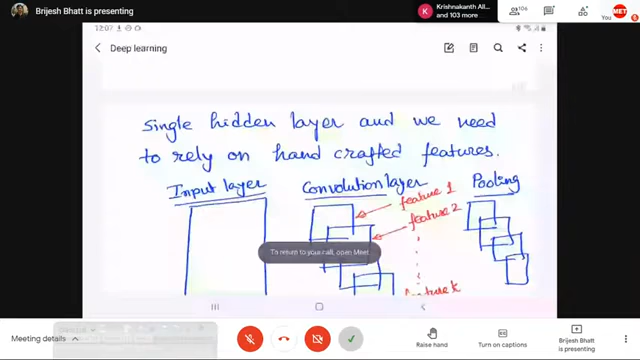 Brijesh Bhatt is presenting
Krishnakanth All...
and 103 more
106
You
MET
12:07
Deep learning
Single hidden layer and we need
to rely on hand crafted features.
Input layer
Convolution layer
Pooling
feature 1
feature 2
feature k
To return to your call, open Meet
Meeting details
Raise hand
Turn on captions
Brijesh Bhatt
is presenting